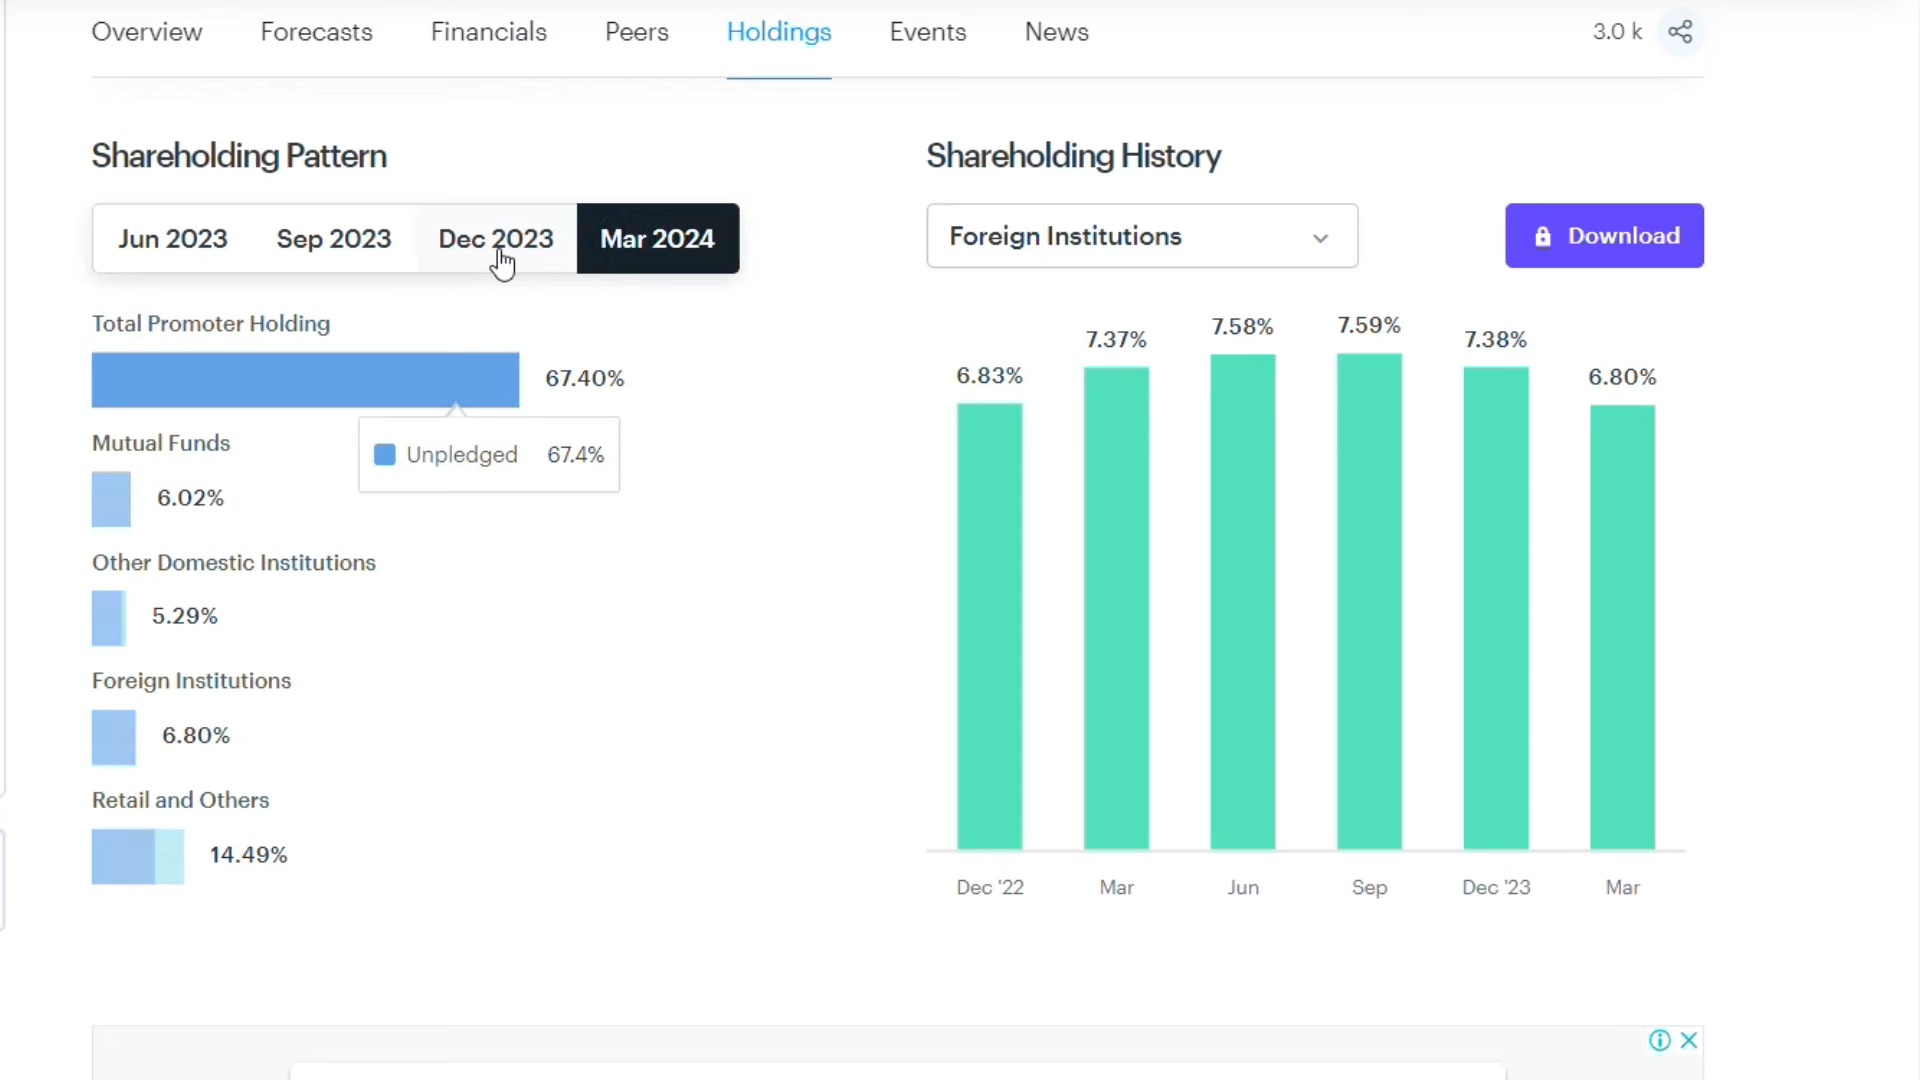 Overview Forecasts Financials Peers Holdings Events News 3.0 k
Shareholding Pattern
Jun 2023 Sep 2023 Dec 2023 Mar 2024
Total Promoter Holding
67.40%
Unpledged 67.4%
Mutual Funds
6.02%
Other Domestic Institutions
5.29%
Foreign Institutions
6.80%
Retail and Others
14.49%
Shareholding History
Foreign Institutions
Download
6.83% 7.37% 7.58% 7.59% 7.38% 6.80%
Dec '22 Mar Jun Sep Dec '23 Mar